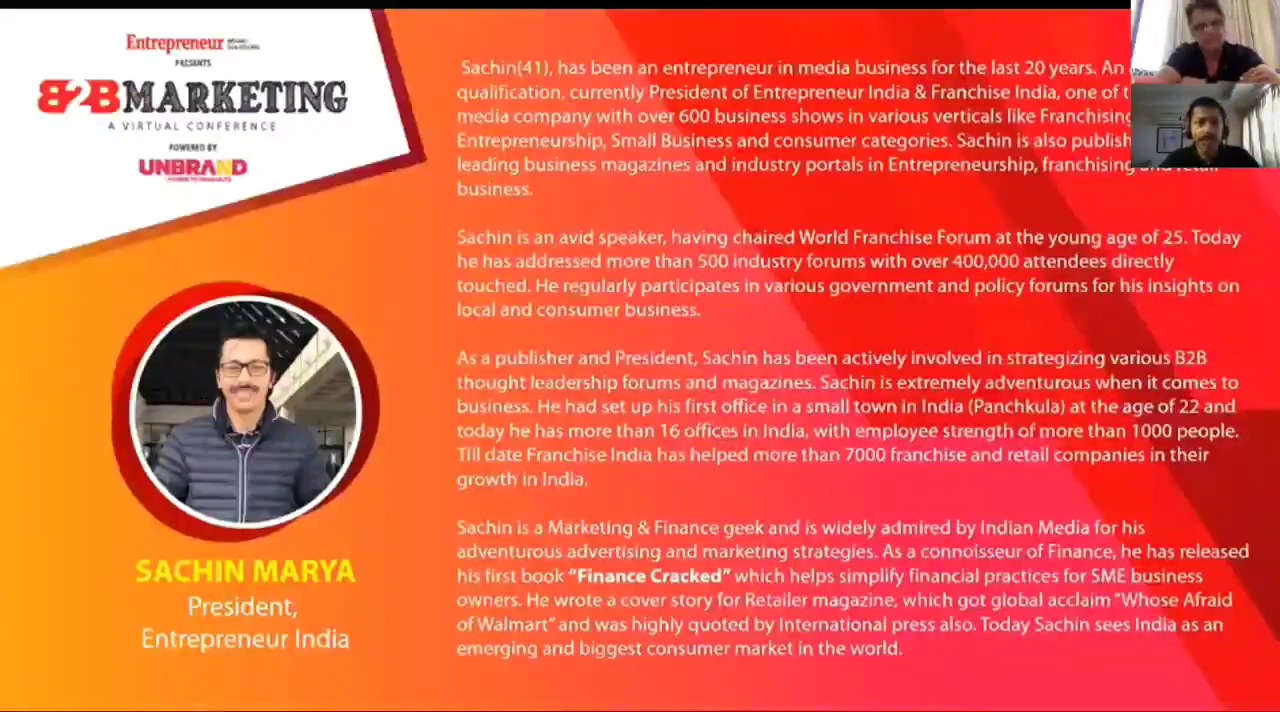 Entrepreneur
PRESENTS
B2BMARKETING
A VIRTUAL CONFERENCE
POWERED BY
UNBRAND
SACHIN MARYA
President,
Entrepreneur India
Sachin(41), has been an entrepreneur in media business for the last 20 years. An
qualification, currently President of Entrepreneur India & Franchise India, one of
media company with over 600 business shows in various verticals like Franchising
Entrepreneurship, Small Business and consumer categories. Sachin is also publish
leading business magazines and industry portals in Entrepreneurship, franchising and retail
business.
Sachin is an avid speaker, having chaired World Franchise Forum at the young age of 25. Today
he has addressed more than 500 industry forums with over 400,000 attendees directly
touched. He regularly participates in various government and policy forums for his insights on
local and consumer business.
As a publisher and President, Sachin has been actively involved in strategizing various B2B
thought leadership forums and magazines. Sachin is extremely adventurous when it comes to
business. He had set up his first office in a small town in India (Panchkula) at the age of 22 and
today he has more than 16 offices in India, with employee strength of more than 1000 people.
Till date Franchise India has helped more than 7000 franchise and retail companies in their
growth in India.
Sachin is a Marketing & Finance geek and is widely admired by Indian Media for his
adventurous advertising and marketing strategies. As a connoisseur of Finance, he has released
his first book “Finance Cracked” which helps simplify financial practices for SME business
owners. He wrote a cover story for Retailer magazine, which got global acclaim “Whose Afraid
of Walmart” and was highly quoted by International press also. Today Sachin sees India as an
emerging and biggest consumer market in the world.